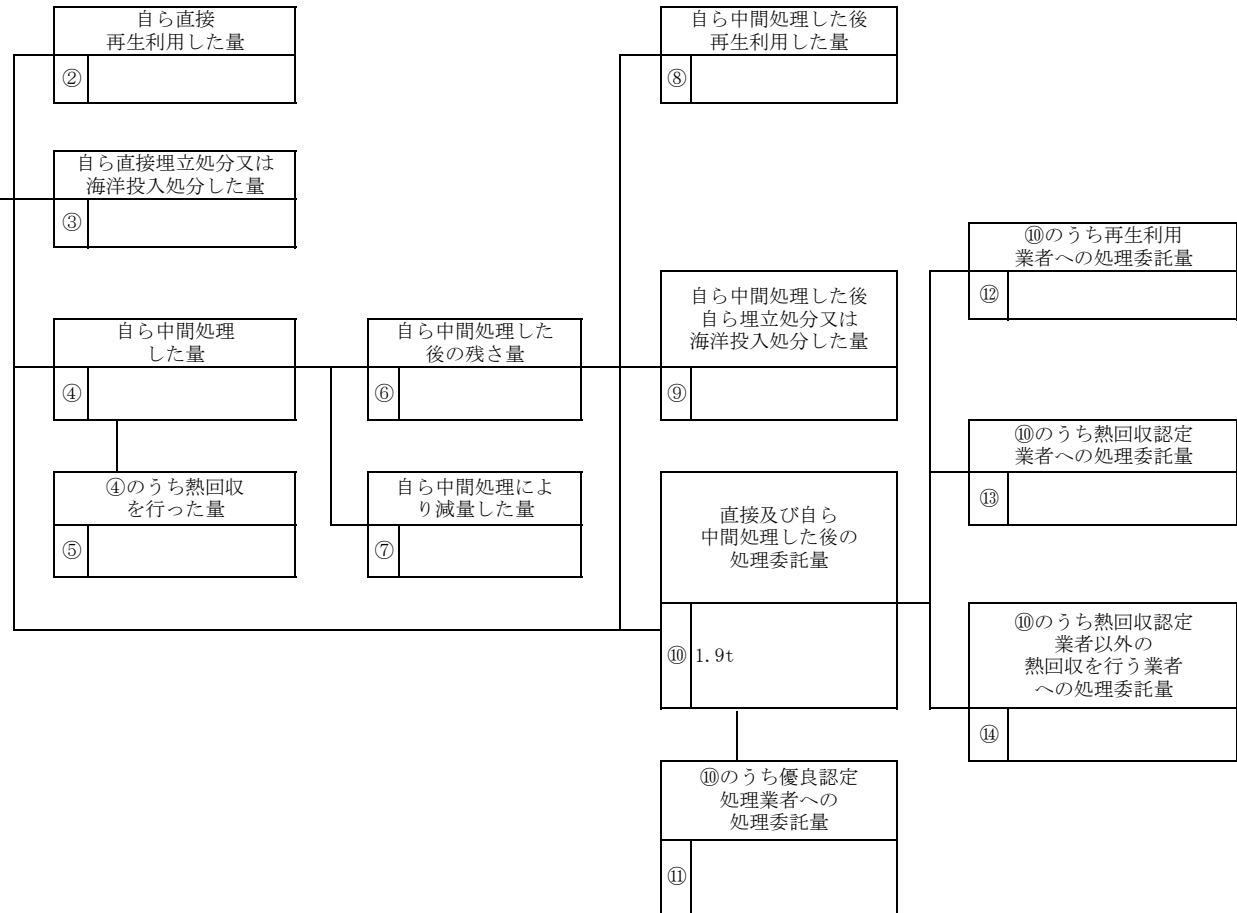 自ら直接
再生利用した量
②
自ら直接埋立処分又は
海洋投入処分した量
③
自ら中間処理
した量
④
④のうち熱回収
を行った量
⑤
自ら中間処理した
後の残さ量
⑥
自ら中間処理によ
り減量した量
⑦
自ら中間処理した後
再生利用した量
⑧
自ら中間処理した後
自ら埋立処分又は
海洋投入処分した量
⑨
直接及び自ら
中間処理した後の
処理委託量
⑩ 1.9t
⑩のうち優良認定
処理業者への
処理委託量
⑪
⑩のうち再生利用
業者への処理委託量
⑫
⑩のうち熱回収認定
業者への処理委託量
⑬
⑩のうち熱回収認定
業者以外の
熱回収を行う業者
への処理委託量
⑭